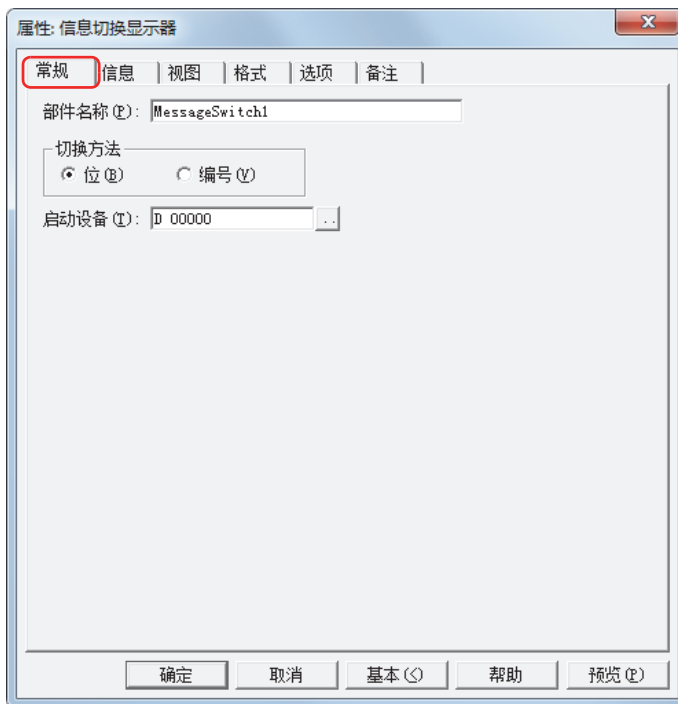 属性: 信息切换显示器
常规 信息 视图 格式 选项 备注
部件名称(P): MessageSwitch1
切换方法
位(B) 编号(V)
启动设备(T): D 00000 ..
确定 取消 基本(<) 帮助 预览(P)